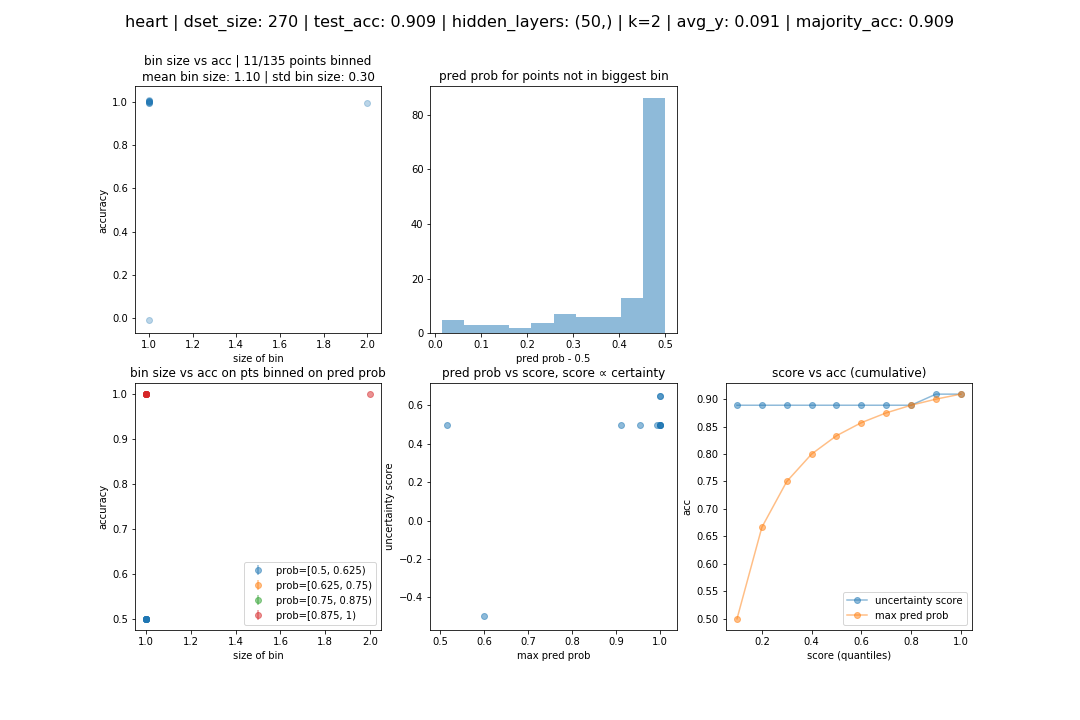 heart | dset_size: 270 | test_acc: 0.909 | hidden_layers: (50,) | k=2 | avg_y: 0.091 | majority_acc: 0.909
bin size vs acc | 11/135 points binned
mean bin size: 1.10 | std bin size: 0.30
accuracy
1.0
0.8
0.6
0.4
0.2
0.0
1.0 1.2 1.4 1.6 1.8 2.0
size of bin
pred prob for points not in biggest bin
80
60
40
20
0
0.0 0.1 0.2 0.3 0.4 0.5
pred prob - 0.5
bin size vs acc on pts binned on pred prob
accuracy
1.0
0.9
0.8
0.7
0.6
0.5
prob=[0.5, 0.625)
prob=[0.625, 0.75)
prob=[0.75, 0.875)
prob=[0.875, 1)
1.0 1.2 1.4 1.6 1.8 2.0
size of bin
pred prob vs score, score ∝ certainty
uncertainty score
0.6
0.4
0.2
0.0
−0.2
−0.4
0.5 0.6 0.7 0.8 0.9 1.0
max pred prob
score vs acc (cumulative)
acc
0.90
0.85
0.80
0.75
0.70
0.65
0.60
0.55
0.50
uncertainty score
max pred prob
0.2 0.4 0.6 0.8 1.0
score (quantiles)